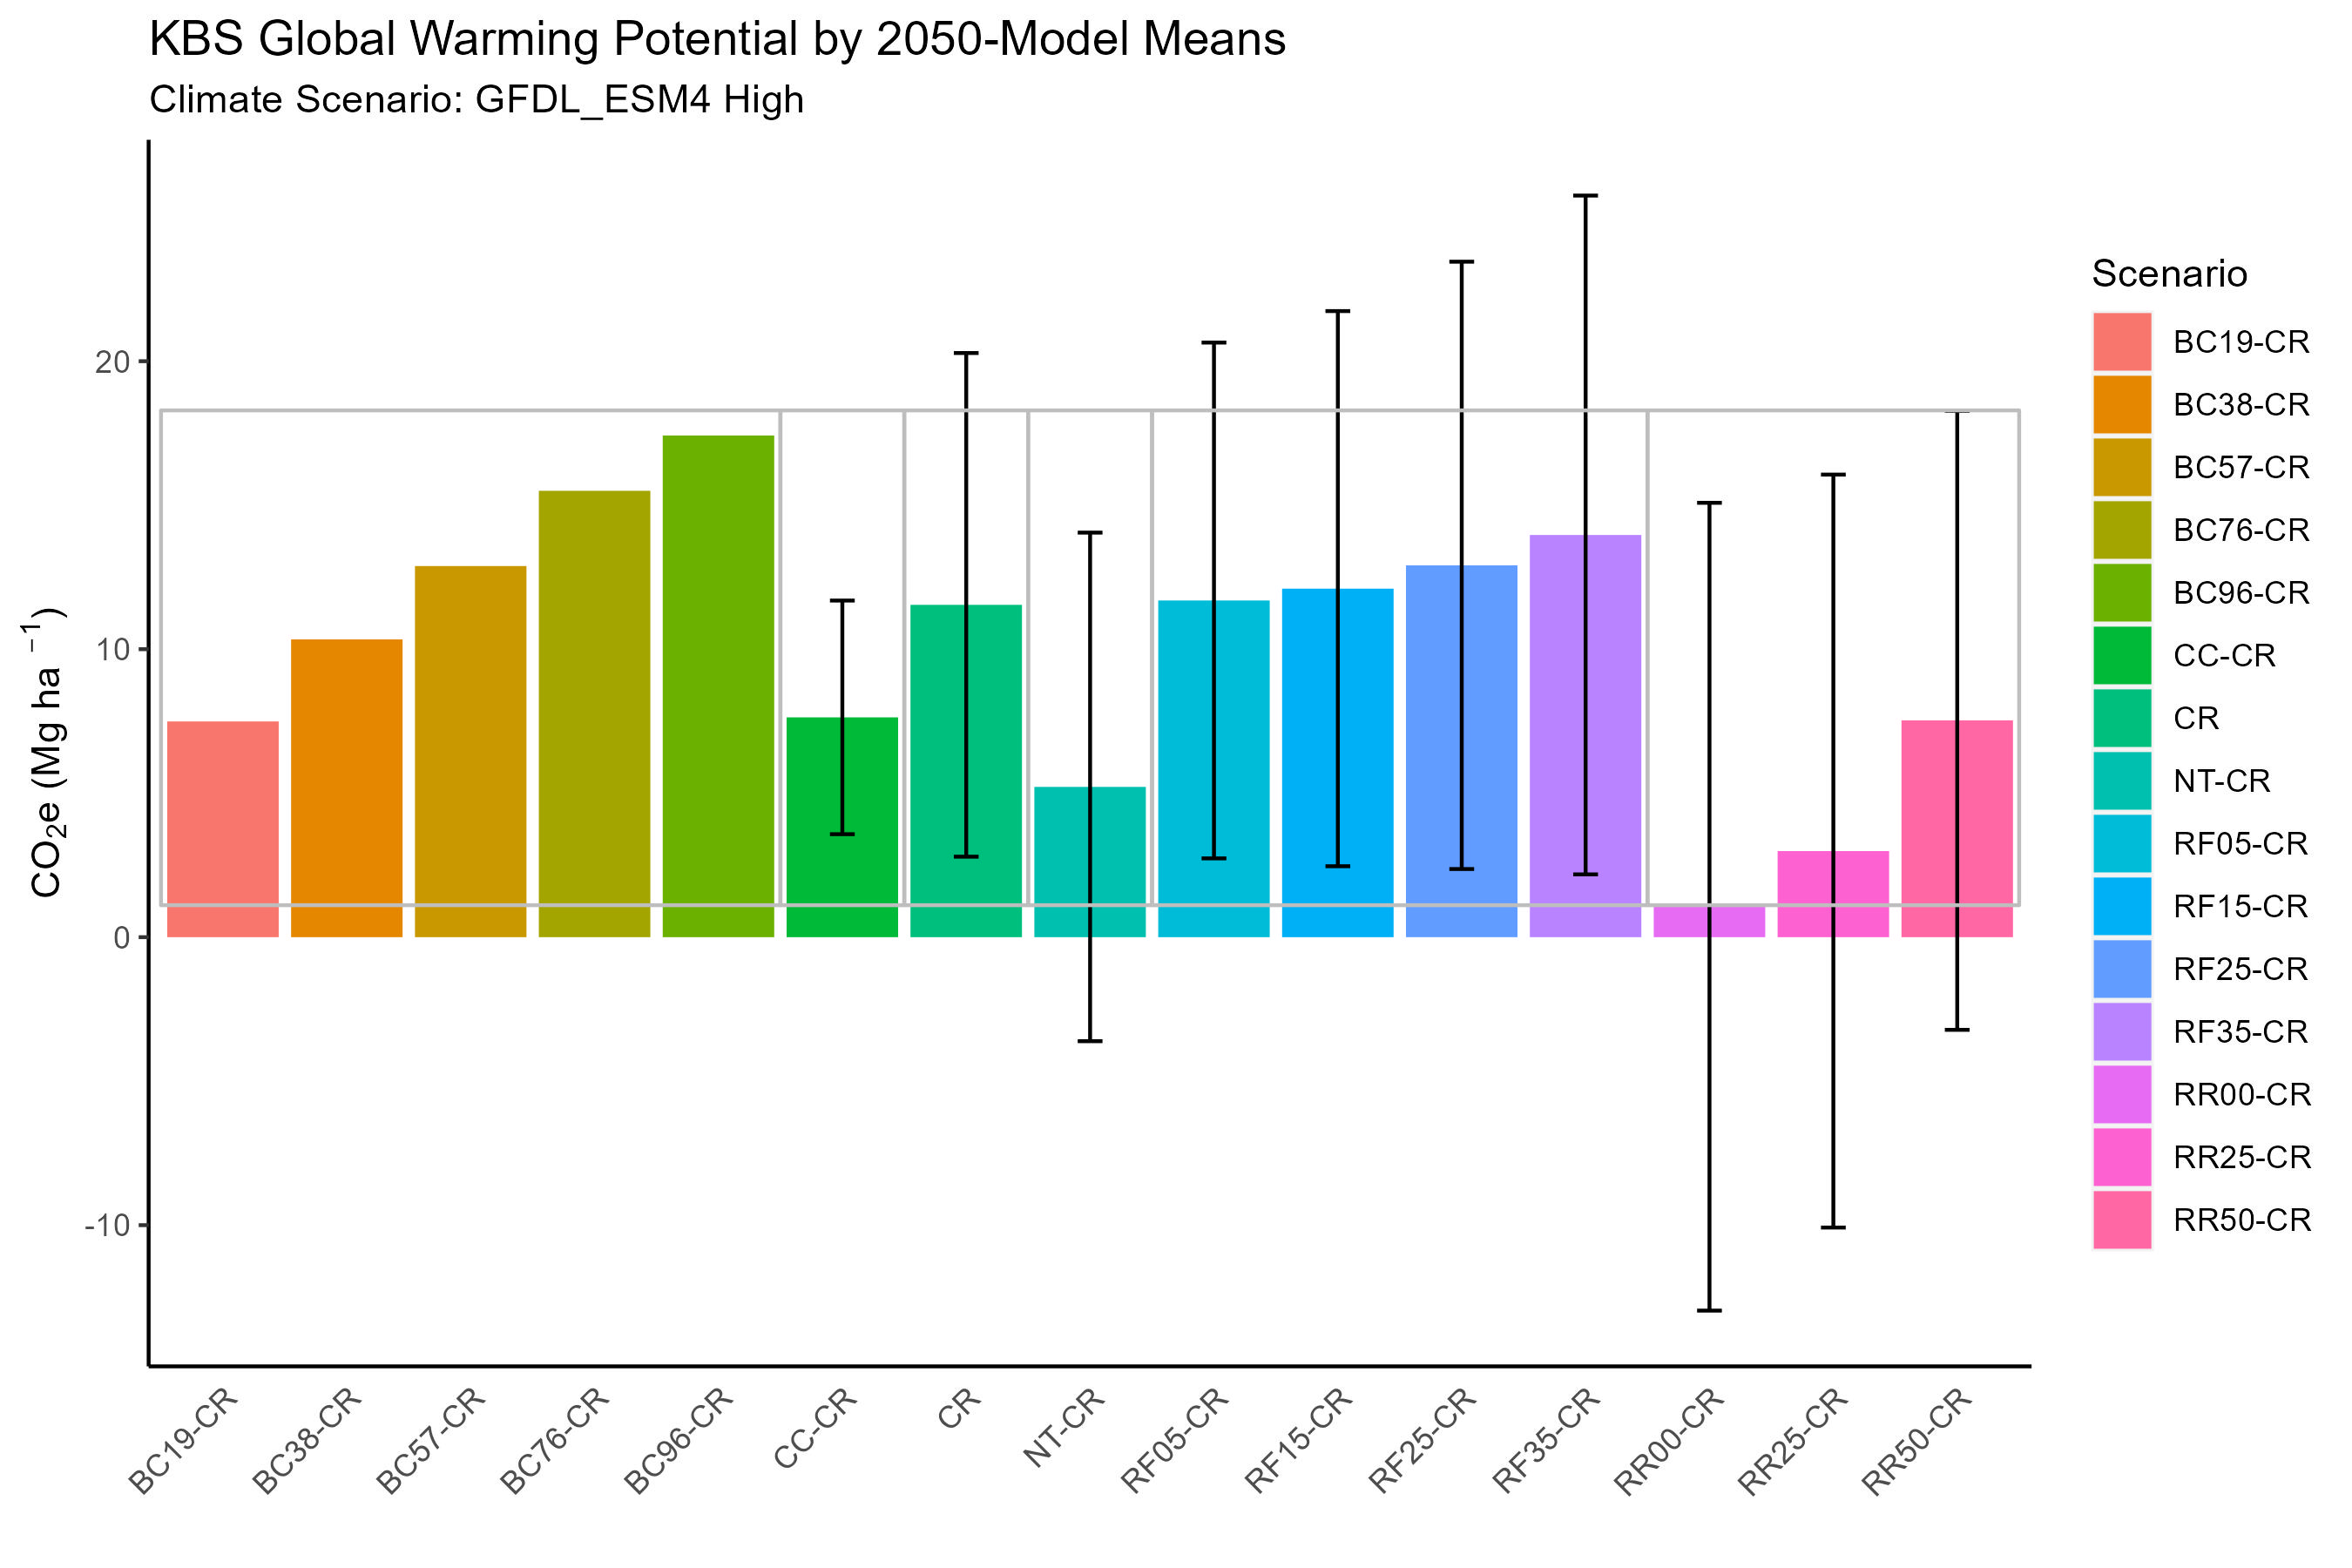 KBS Global Warming Potential by 2050-Model Means
Climate Scenario: GFDL_ESM4 High
CO₂e (Mg ha ⁻¹)
20
10
0
-10
BC19-CR
BC38-CR
BC57-CR
BC76-CR
BC96-CR
CC-CR
CR
NT-CR
RF05-CR
RF15-CR
RF25-CR
RF35-CR
RR00-CR
RR25-CR
RR50-CR
Scenario
BC19-CR
BC38-CR
BC57-CR
BC76-CR
BC96-CR
CC-CR
CR
NT-CR
RF05-CR
RF15-CR
RF25-CR
RF35-CR
RR00-CR
RR25-CR
RR50-CR